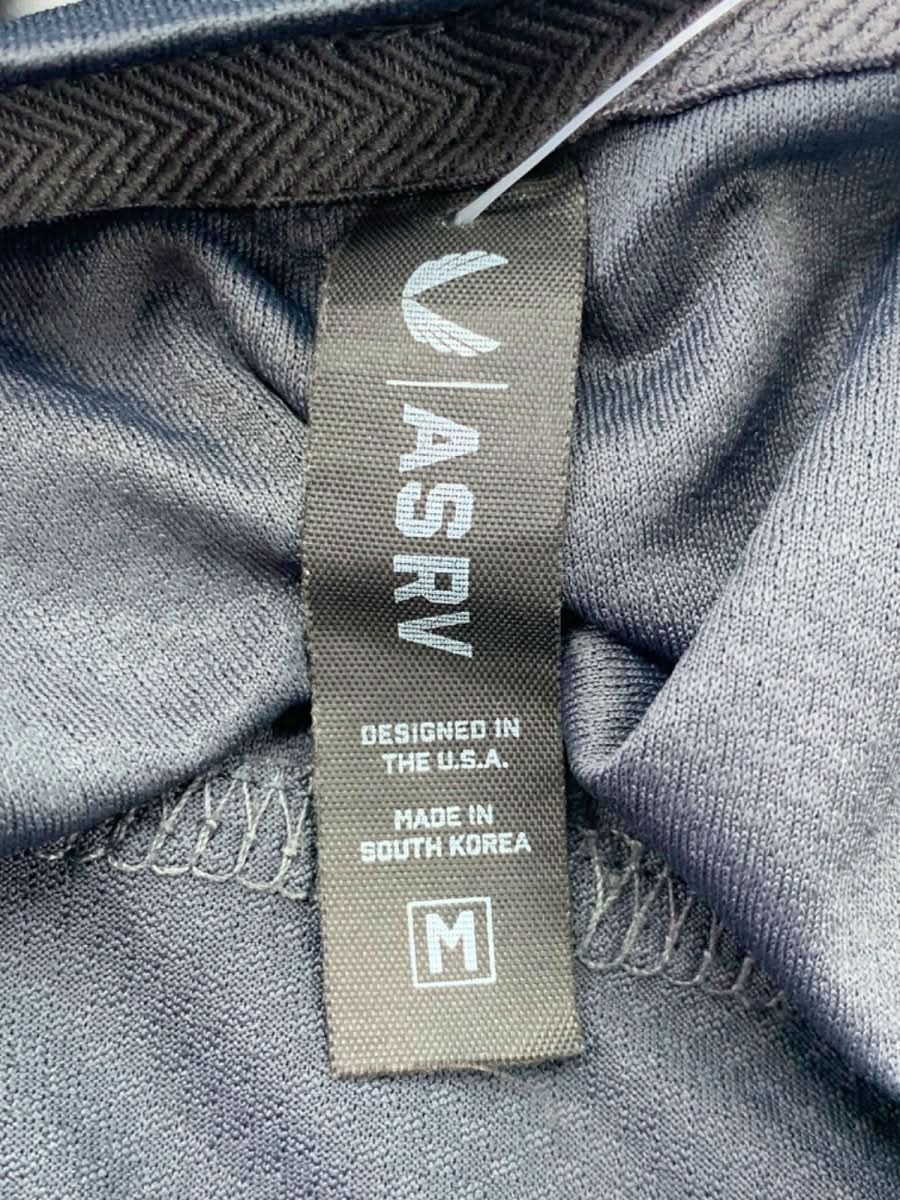 ASRV
DESIGNED IN
THE U.S.A.
MADE IN
SOUTH KOREA
M